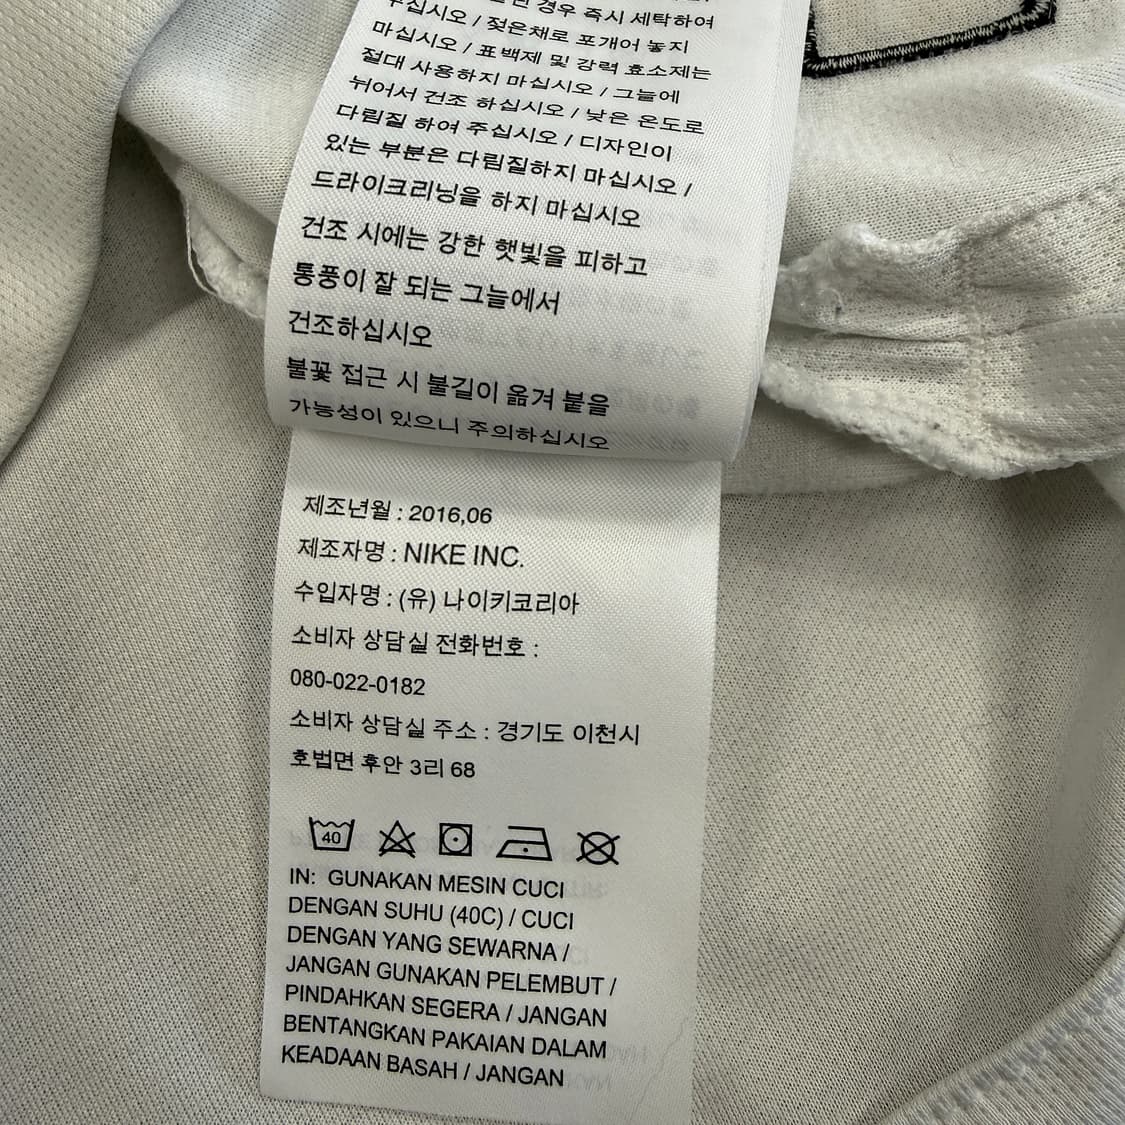 경우 즉시 세탁하여
주십시오 / 젖은채로 포개어 놓지
마십시오 / 표백제 및 강력 효소제는
절대 사용하지 마십시오 / 그늘에
뉘어서 건조 하십시오 / 낮은 온도로
다림질 하여 주십시오 / 디자인이
있는 부분은 다림질하지 마십시오 /
드라이크리닝을 하지 마십시오
건조 시에는 강한 햇빛을 피하고
통풍이 잘 되는 그늘에서
건조하십시오
불꽃 접근 시 불길이 옮겨 붙을
가능성이 있으니 주의하십시오
제조년월 : 2016,06
제조자명 : NIKE INC.
수입자명 : (유) 나이키코리아
소비자 상담실 전화번호 :
080-022-0182
소비자 상담실 주소 : 경기도 이천시
호법면 후안 3리 68
40
IN: GUNAKAN MESIN CUCI
DENGAN SUHU (40C) / CUCI
DENGAN YANG SEWARNA /
JANGAN GUNAKAN PELEMBUT /
PINDAHKAN SEGERA / JANGAN
BENTANGKAN PAKAIAN DALAM
KEADAAN BASAH / JANGAN